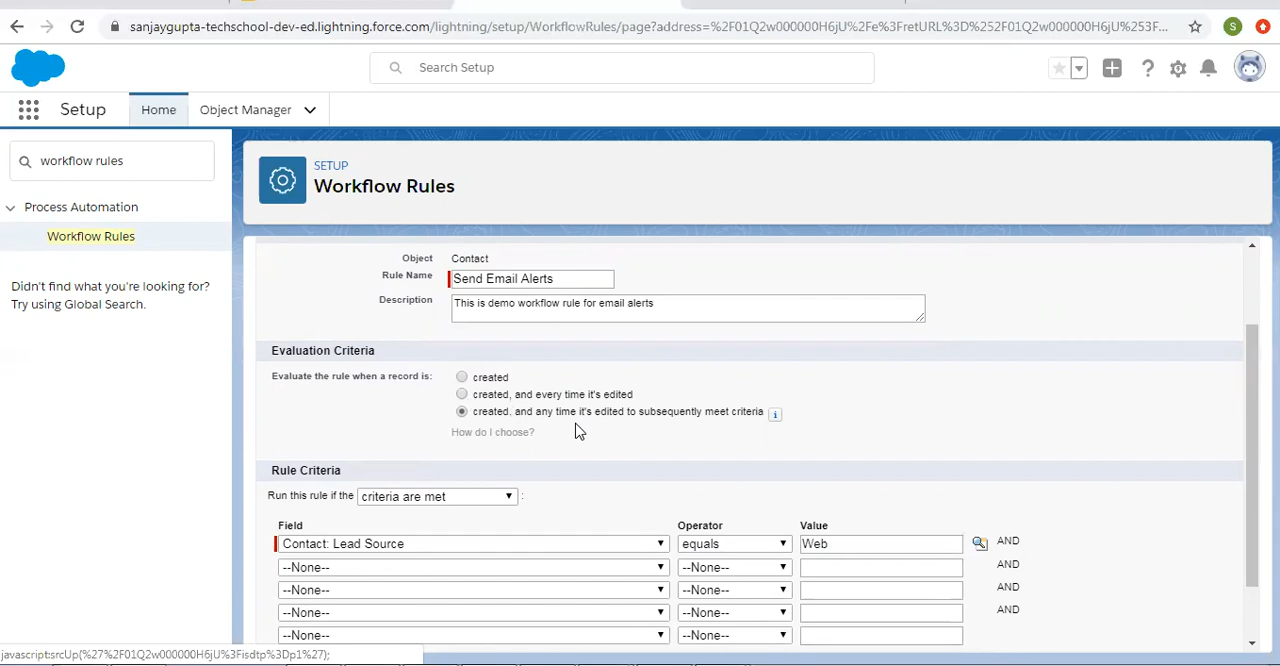 sanjaygupta-techschool-dev-ed.lightning.force.com/lightning/setup/WorkflowRules/page?address=%2F01Q2w000000H6jU%2Fe%3FretURL%3D%252F01Q2w000000H6jU%253F...
S
Search Setup
Setup
Home
Object Manager
workflow rules
Process Automation
Workflow Rules
Didn't find what you're looking for?
Try using Global Search.
SETUP
Workflow Rules
Object Contact
Rule Name Send Email Alerts
Description This is demo workflow rule for email alerts
Evaluation Criteria
Evaluate the rule when a record is: created
created, and every time it's edited
created, and any time it's edited to subsequently meet criteria i
How do I choose?
Rule Criteria
Run this rule if the criteria are met :
Field Operator Value
Contact: Lead Source equals Web AND
--None-- --None-- AND
--None-- --None-- AND
--None-- --None-- AND
--None-- --None--
javascript:srcUp(%27%2F01Q2w000000H6jU%3Fisdtp%3Dp1%27);